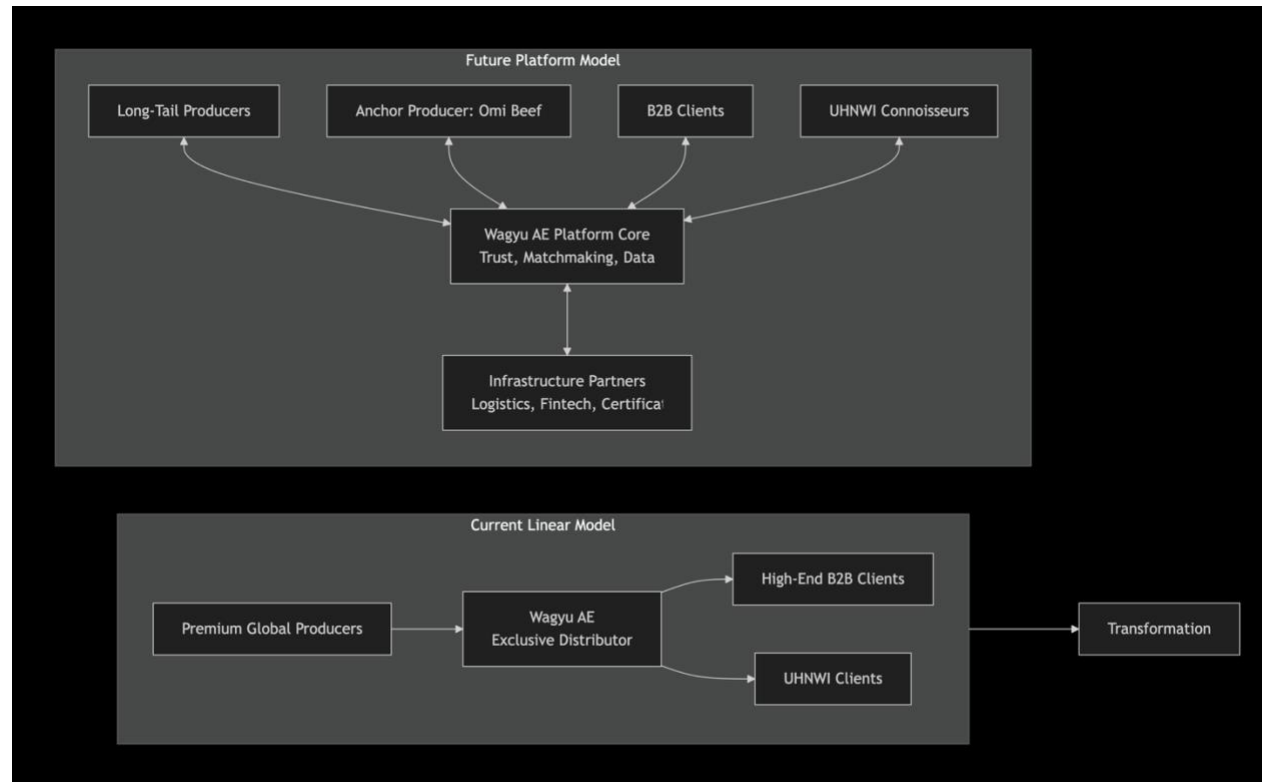 Future Platform Model
Long-Tail Producers
Anchor Producer: Omi Beef
B2B Clients
UHNWI Connoisseurs
Wagyu AE Platform Core
Trust, Matchmaking, Data
Infrastructure Partners
Logistics, Fintech, Certificat
Current Linear Model
Premium Global Producers
Wagyu AE
Exclusive Distributor
High-End B2B Clients
UHNWI Clients
Transformation